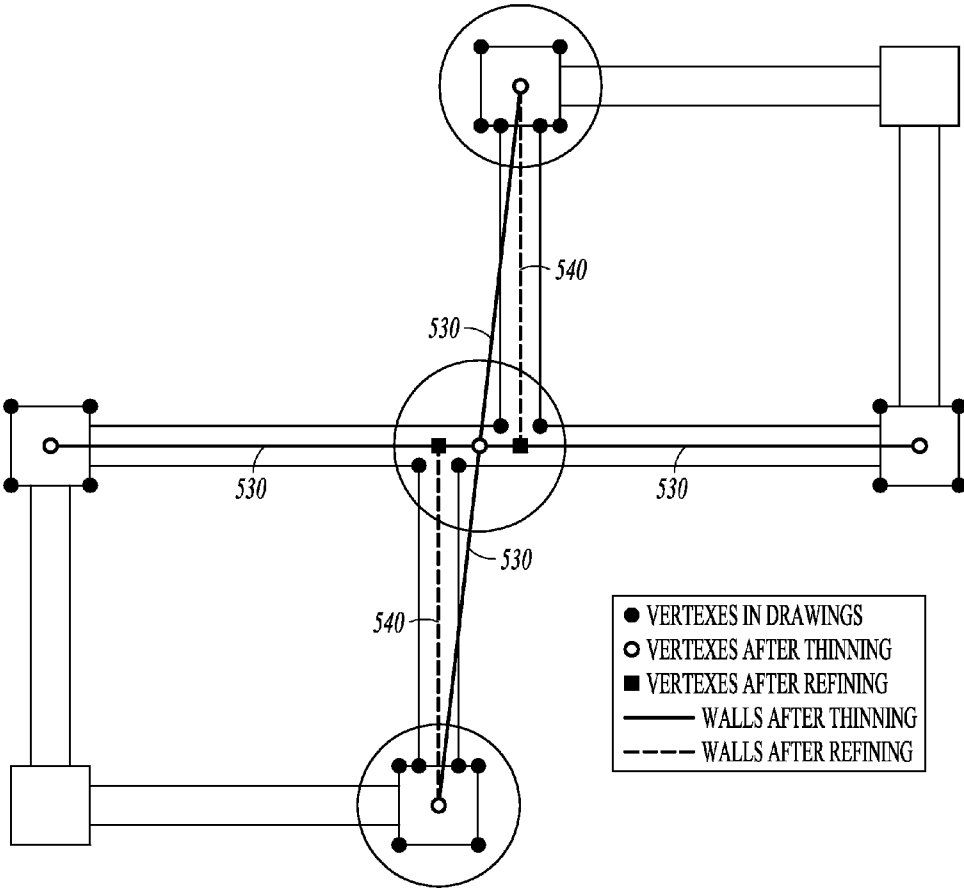 540
530
530
530
530
540
VERTEXES IN DRAWINGS
VERTEXES AFTER THINNING
VERTEXES AFTER REFINING
WALLS AFTER THINNING
WALLS AFTER REFINING